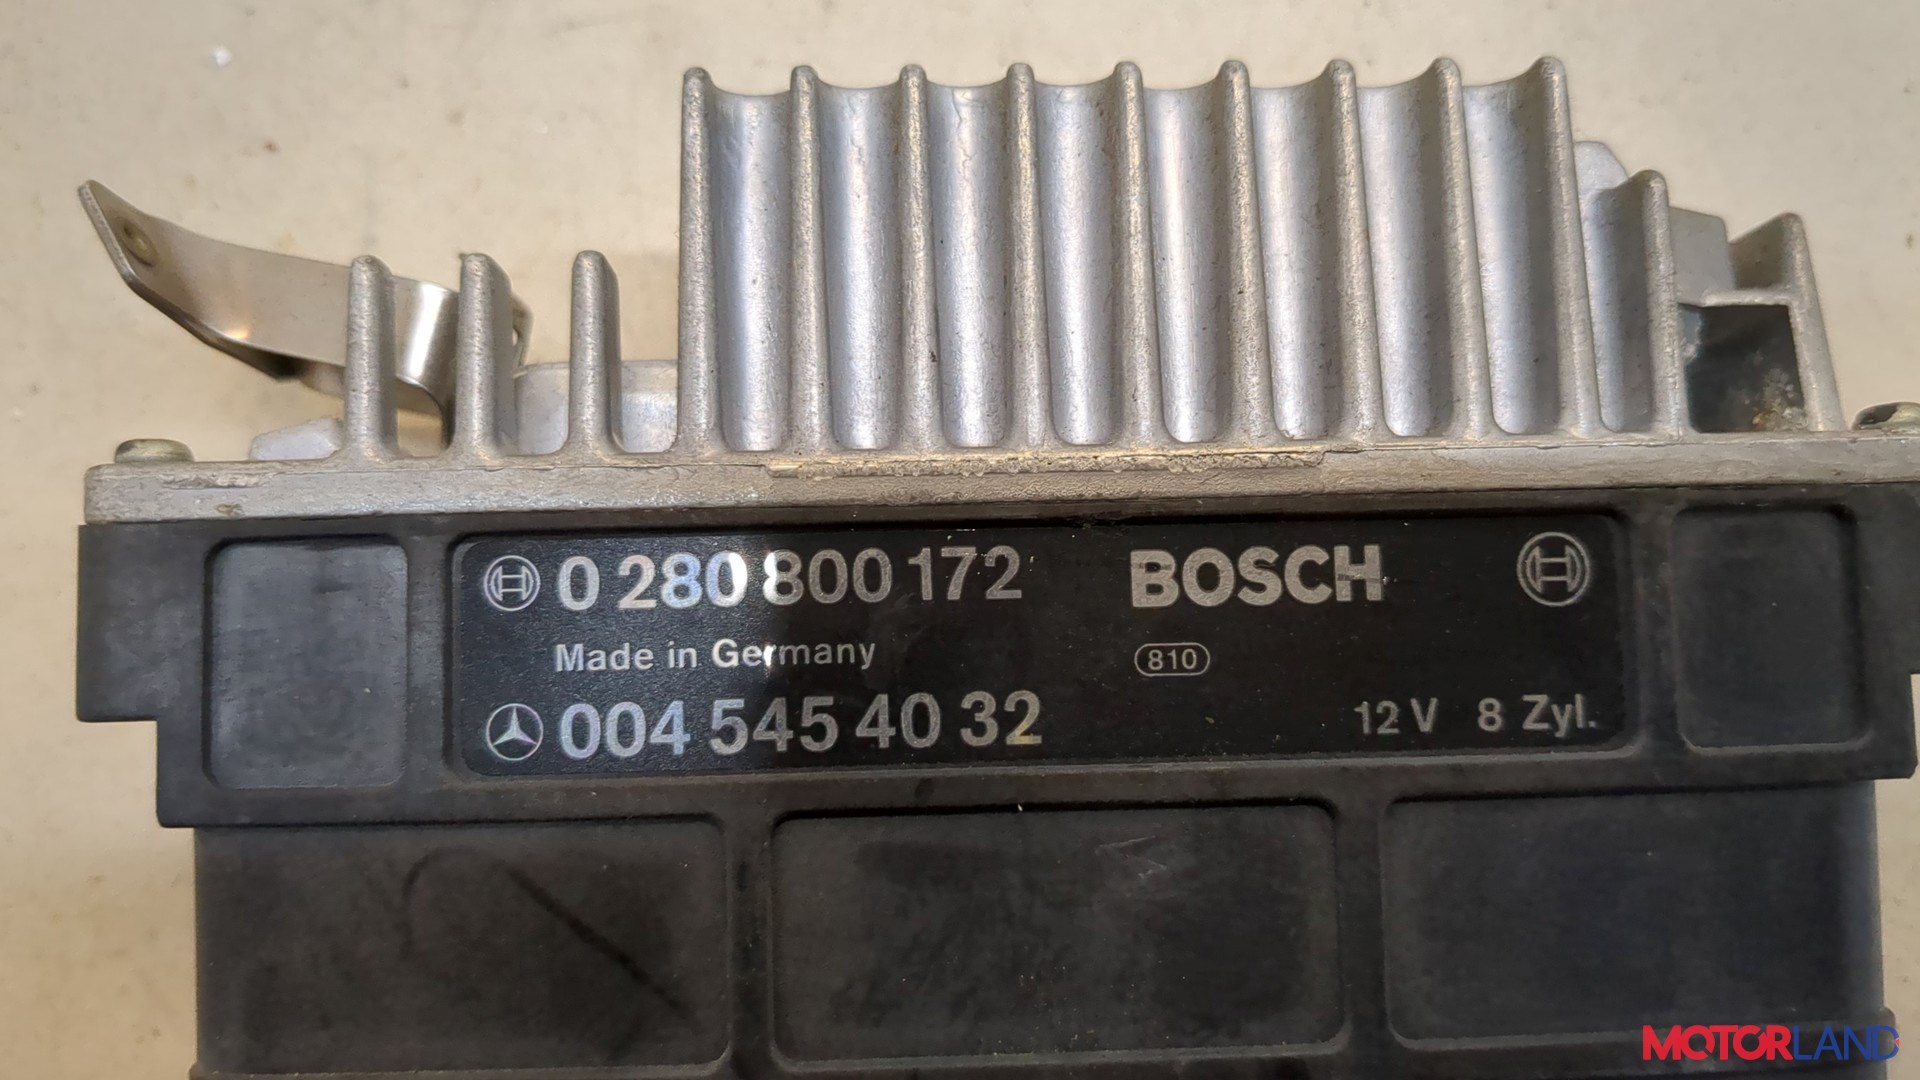 0 280 800 172 BOSCH
Made in Germany 810
004 545 40 32 12 V 8 Zyl.
MOTORLAND